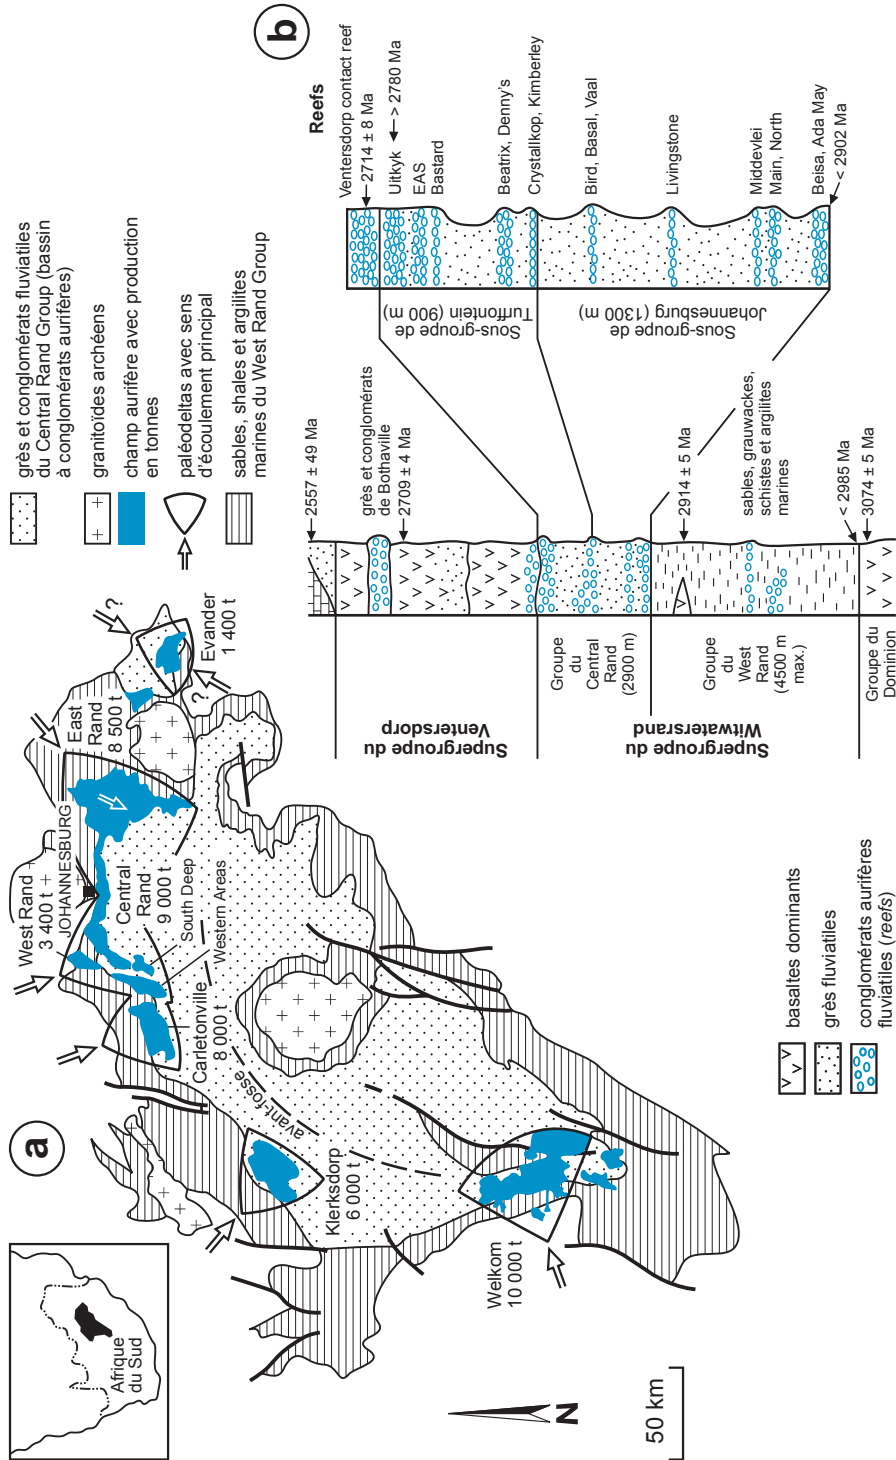 a
Afrique
du Sud
N
50 km
West Rand
3 400 t
JOHANNESBURG
Central
Rand
9 000 t
South Deep
Western Areas
East
Rand
8 500 t
Evander
1 400 t
?
?
Carletonville
8 000 t
avant-fosse
Klerksdorp
6 000 t
Welkom
10 000 t
grès et conglomérats fluviatiles
du Central Rand Group (bassin
à conglomérats aurifères)
granitoïdes archéens
champ aurifère avec production
en tonnes
paléodeltas avec sens
d'écoulement principal
sables, shales et argilites
marines du West Rand Group
basaltes dominants
grès fluviatiles
conglomérats aurifères
fluviatiles (reefs)
b
Supergroupe du
Ventersdorp
Supergroupe du
Witwatersrand
Groupe
du
Central
Rand
(2900 m)
Groupe
du
West
Rand
(4500 m
max.)
Groupe du
Dominion
2557 ± 49 Ma
grès et conglomérats
de Bothaville
2709 ± 4 Ma
2914 ± 5 Ma
sables, grauwackes,
schistes et argilites
marines
< 2985 Ma
3074 ± 5 Ma
Sous-groupe de
Turffontein (900 m)
Sous-groupe de
Johannesburg (1300 m)
Reefs
Ventersdorp contact reef
2714 ± 8 Ma
Uitkyk
> 2780 Ma
EAS
Bastard
Beatrix, Denny's
Crystallkop, Kimberley
Bird, Basal, Vaal
Livingstone
Middevlei
Main, North
Beisa, Ada May
< 2902 Ma